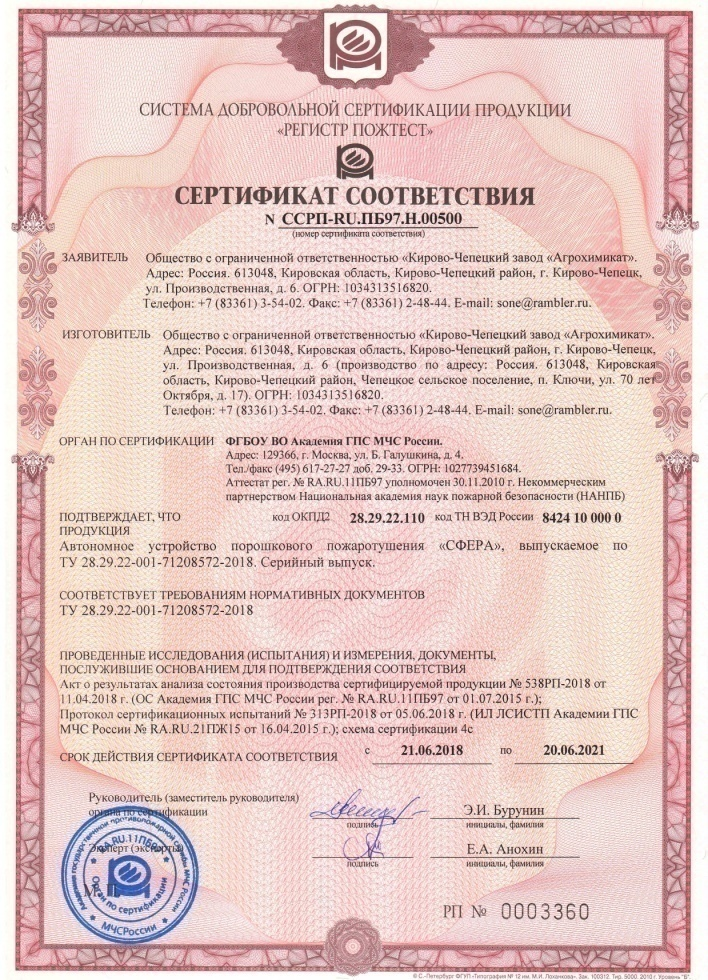 СИСТЕМА ДОБРОВОЛЬНОЙ СЕРТИФИКАЦИИ ПРОДУКЦИИ
«РЕГИСТР ПОЖТЕСТ»
СЕРТИФИКАТ СООТВЕТСТВИЯ
N ССРП-RU.ПБ97.Н.00500
(номер сертификата соответствия)
ЗАЯВИТЕЛЬ Общество с ограниченной ответственностью «Кирово-Чепецкий завод «Агрохимикат».
Адрес: Россия. 613048, Кировская область, Кирово-Чепецкий район, г. Кирово-Чепецк,
ул. Производственная, д. 6. ОГРН: 1034313516820.
Телефон: +7 (83361) 3-54-02. Факс: +7 (83361) 2-48-44. E-mail: sone@rambler.ru.
ИЗГОТОВИТЕЛЬ Общество с ограниченной ответственностью «Кирово-Чепецкий завод «Агрохимикат».
Адрес: Россия. 613048, Кировская область, Кирово-Чепецкий район, г. Кирово-Чепецк,
ул. Производственная, д. 6 (производство по адресу: Россия. 613048, Кировская
область, Кирово-Чепецкий район, Чепецкое сельское поселение, п. Ключи, ул. 70 лет
Октября, д. 17). ОГРН: 1034313516820.
Телефон: +7 (83361) 3-54-02. Факс: +7 (83361) 2-48-44. E-mail: sone@rambler.ru.
ОРГАН ПО СЕРТИФИКАЦИИ ФГБОУ ВО Академия ГПС МЧС России.
Адрес: 129366, г. Москва, ул. Б. Галушкина, д. 4.
Тел./факс (495) 617-27-27 доб. 29-33. ОГРН: 1027739451684.
Аттестат рег. № RA.RU.11ПБ97 уполномочен 30.11.2010 г. Некоммерческим
партнерством Национальная академия наук пожарной безопасности (НАНПБ)
ПОДТВЕРЖДАЕТ, ЧТО код ОКПД2 28.29.22.110 код ТН ВЭД России 8424 10 000 0
ПРОДУКЦИЯ
Автономное устройство порошкового пожаротушения «СФЕРА», выпускаемое по
ТУ 28.29.22-001-71208572-2018. Серийный выпуск.
СООТВЕТСТВУЕТ ТРЕБОВАНИЯМ НОРМАТИВНЫХ ДОКУМЕНТОВ
ТУ 28.29.22-001-71208572-2018
ПРОВЕДЕННЫЕ ИССЛЕДОВАНИЯ (ИСПЫТАНИЯ) И ИЗМЕРЕНИЯ, ДОКУМЕНТЫ,
ПОСЛУЖИВШИЕ ОСНОВАНИЕМ ДЛЯ ПОДТВЕРЖДЕНИЯ СООТВЕТСТВИЯ
Акт о результатах анализа состояния производства сертифицируемой продукции № 538РП-2018 от
11.04.2018 г. (ОС Академия ГПС МЧС России рег. № RA.RU.11ПБ97 от 01.07.2015 г.);
Протокол сертификационных испытаний № 313РП-2018 от 05.06.2018 г. (ИЛ ЛСИСТП Академии ГПС
МЧС России № RA.RU.21ПЖ15 от 16.04.2015 г.); схема сертификации 4с
СРОК ДЕЙСТВИЯ СЕРТИФИКАТА СООТВЕТСТВИЯ с 21.06.2018 по 20.06.2021
Руководитель (заместитель руководителя)
органа по сертификации Э.И. Бурунин
подпись инициалы, фамилия
Эксперт (эксперты) Е.А. Анохин
подпись инициалы, фамилия
М. П.
Академия государственной противопожарной службы МЧС России
RA.RU.11ПБ97
Орган по сертификации
МЧС России
РП № 0003360
© С.-Петербург ФГУП «Типография № 12 им. М.И. Лоханкова». Зак. 100312. Тир. 5000. 2010 г. Уровень "Б"